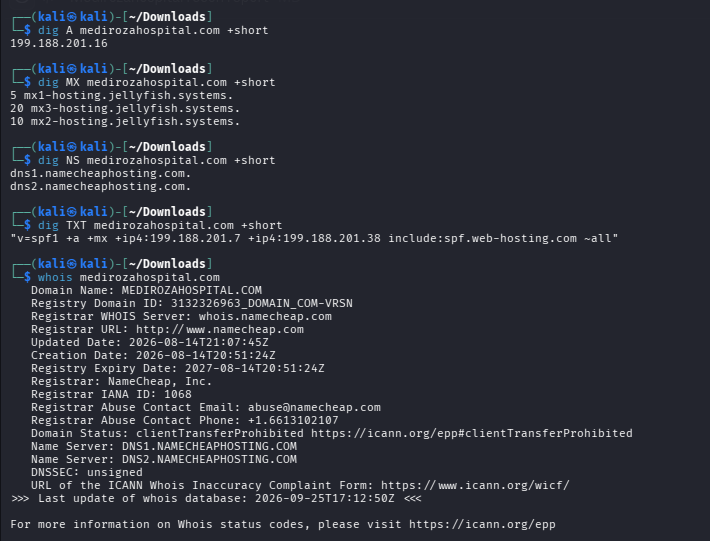 ┌──(kali㉿kali)-[~/Downloads]
└─$ dig A medirozahospital.com +short
199.188.201.16
┌──(kali㉿kali)-[~/Downloads]
└─$ dig MX medirozahospital.com +short
5 mx1-hosting.jellyfish.systems.
20 mx3-hosting.jellyfish.systems.
10 mx2-hosting.jellyfish.systems.
┌──(kali㉿kali)-[~/Downloads]
└─$ dig NS medirozahospital.com +short
dns1.namecheaphosting.com.
dns2.namecheaphosting.com.
┌──(kali㉿kali)-[~/Downloads]
└─$ dig TXT medirozahospital.com +short
"v=spf1 +a +mx +ip4:199.188.201.7 +ip4:199.188.201.38 include:spf.web-hosting.com ~all"
┌──(kali㉿kali)-[~/Downloads]
└─$ whois medirozahospital.com
Domain Name: MEDIROZAHOSPITAL.COM
Registry Domain ID: 3132326963_DOMAIN_COM-VRSN
Registrar WHOIS Server: whois.namecheap.com
Registrar URL: http://www.namecheap.com
Updated Date: 2026-08-14T21:07:45Z
Creation Date: 2026-08-14T20:51:24Z
Registry Expiry Date: 2027-08-14T20:51:24Z
Registrar: NameCheap, Inc.
Registrar IANA ID: 1068
Registrar Abuse Contact Email: abuse@namecheap.com
Registrar Abuse Contact Phone: +1.6613102107
Domain Status: clientTransferProhibited https://icann.org/epp#clientTransferProhibited
Name Server: DNS1.NAMECHEAPHOSTING.COM
Name Server: DNS2.NAMECHEAPHOSTING.COM
DNSSEC: unsigned
URL of the ICANN Whois Inaccuracy Complaint Form: https://www.icann.org/wicf/
>>> Last update of whois database: 2026-09-25T17:12:50Z <<<
For more information on Whois status codes, please visit https://icann.org/epp